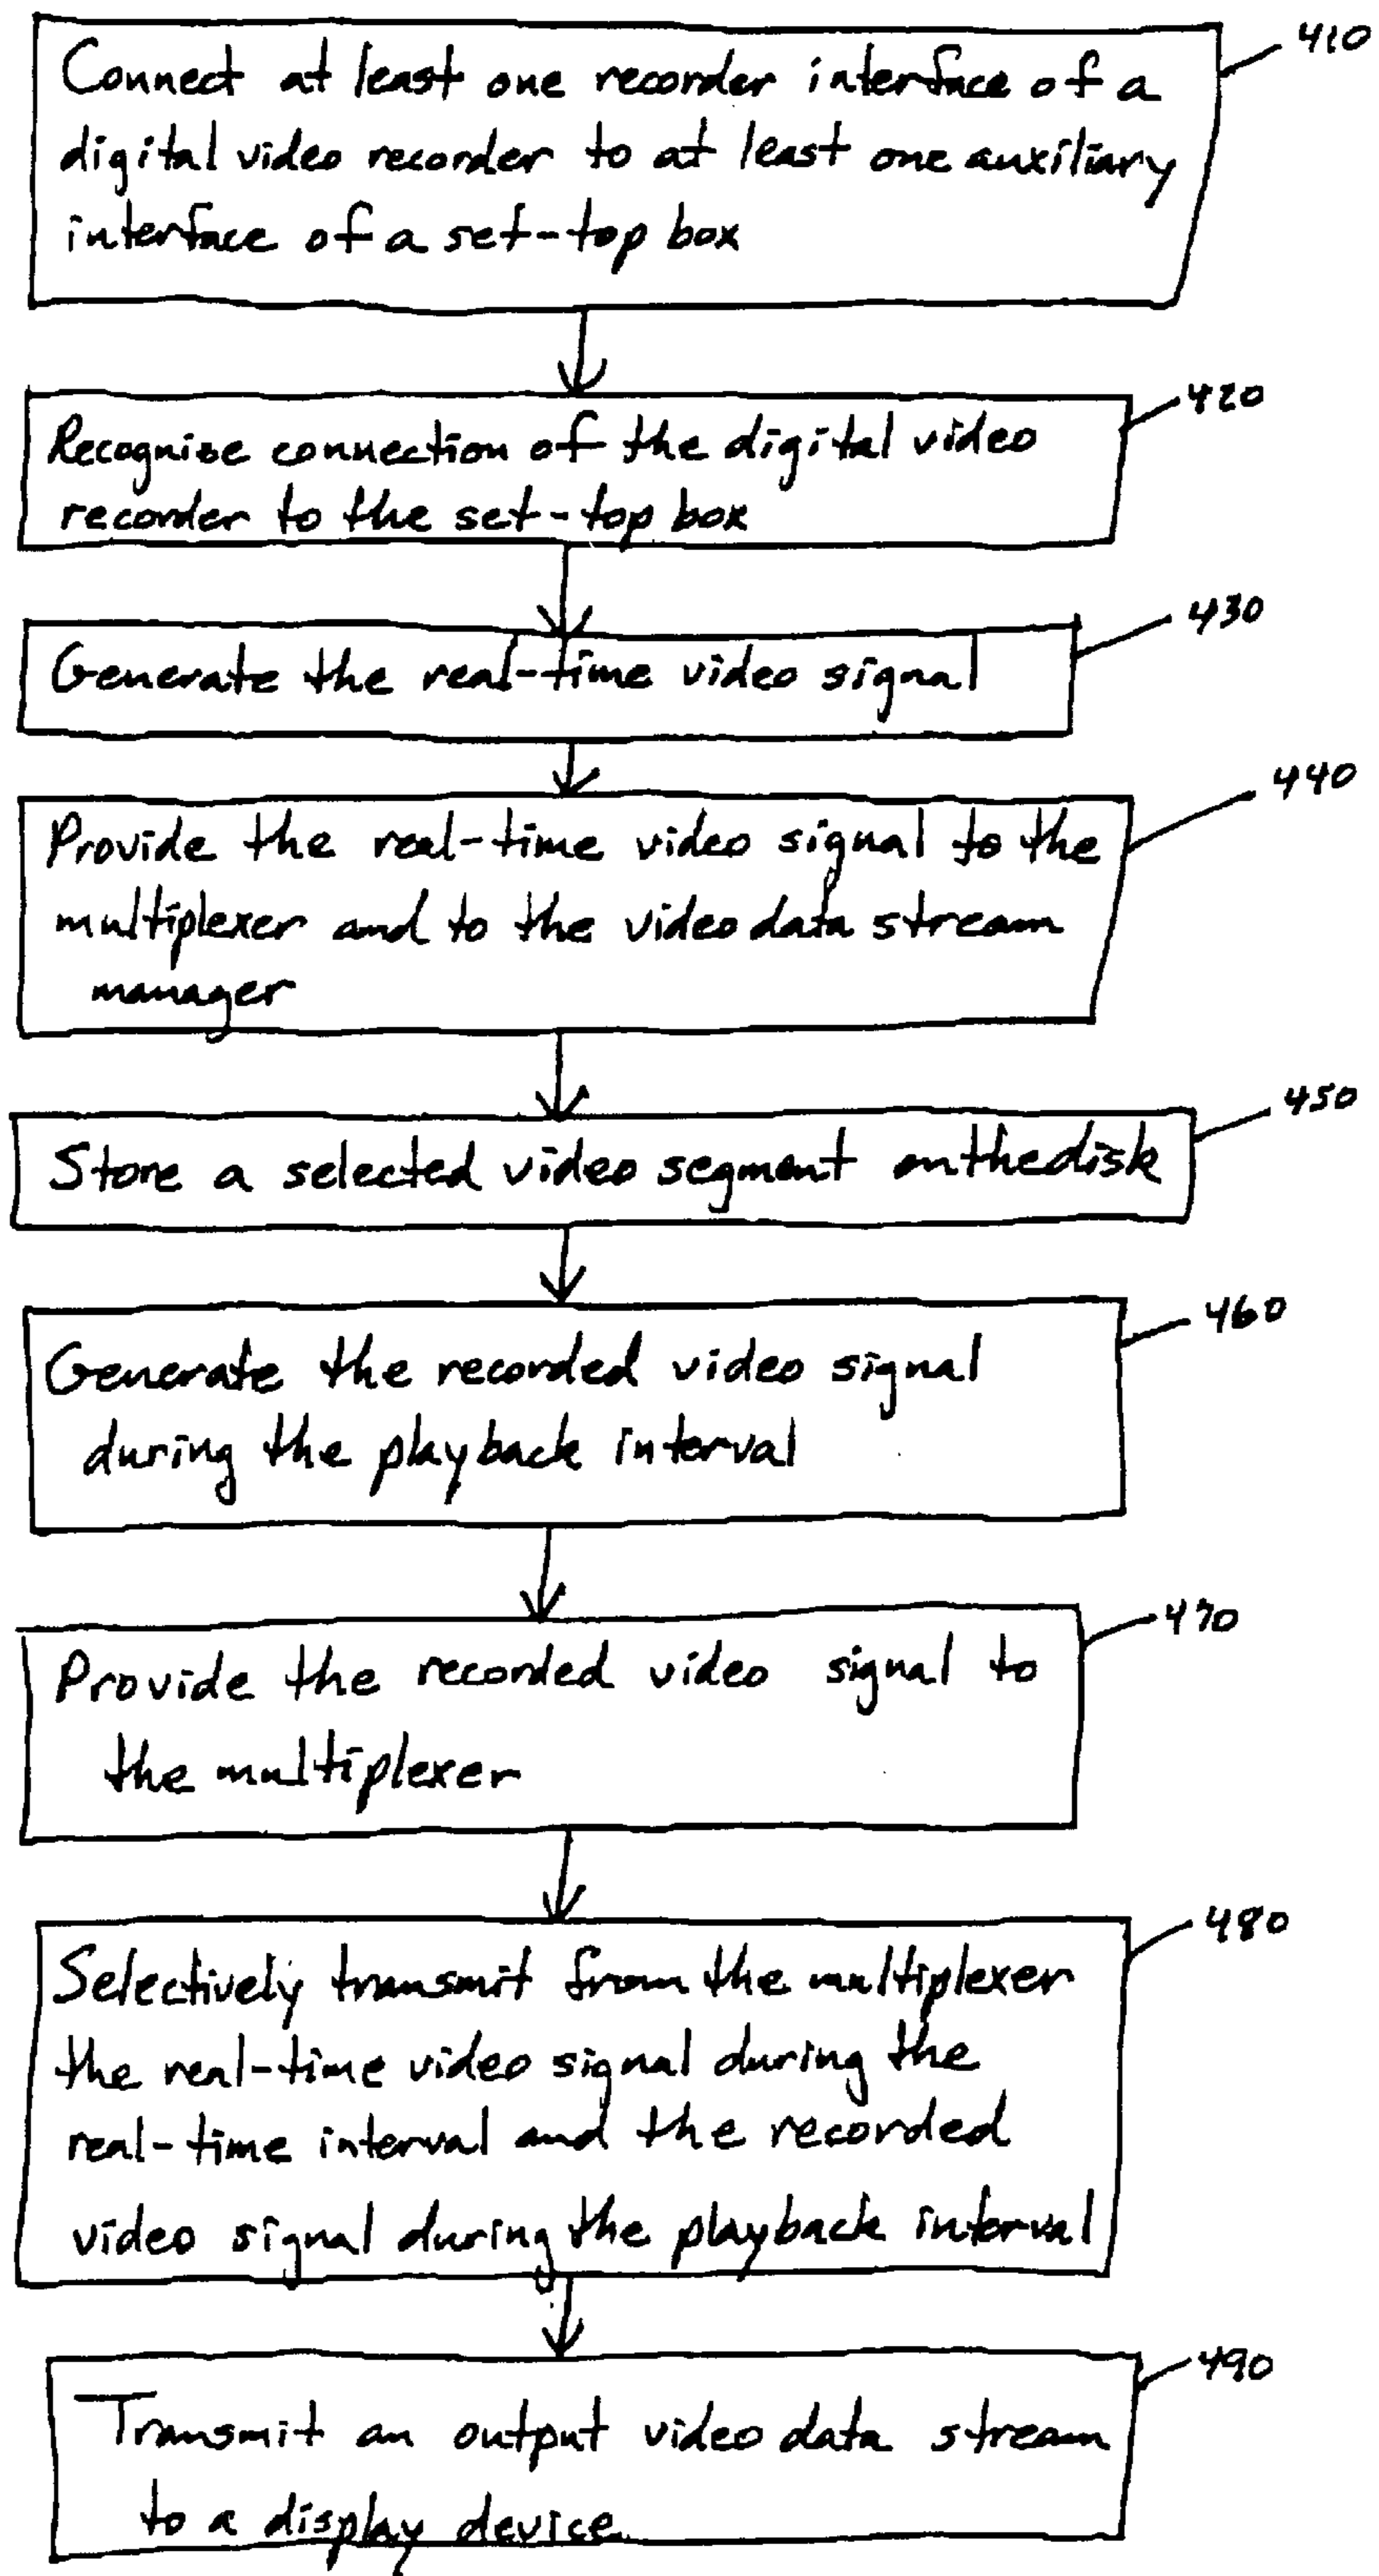 Connect at least one recorder interface of a
410
digital video recorder to at least one auxiliary
interface of a set-top box
420
Recognize connection of the digital video
recorder to the set-top box
430
Generate the real-time video signal
440
Provide the real-time video signal to the
multiplexer and to the video data stream
manager
450
Store a selected video segment on the disk
460
Generate the recorded video signal
during the playback interval
470
Provide the recorded video signal to
the multiplexer
480
Selectively transmit from the multiplexer
the real-time video signal during the
real-time interval and the recorded
video signal during the playback interval
490
Transmit an output video data stream
to a display device.